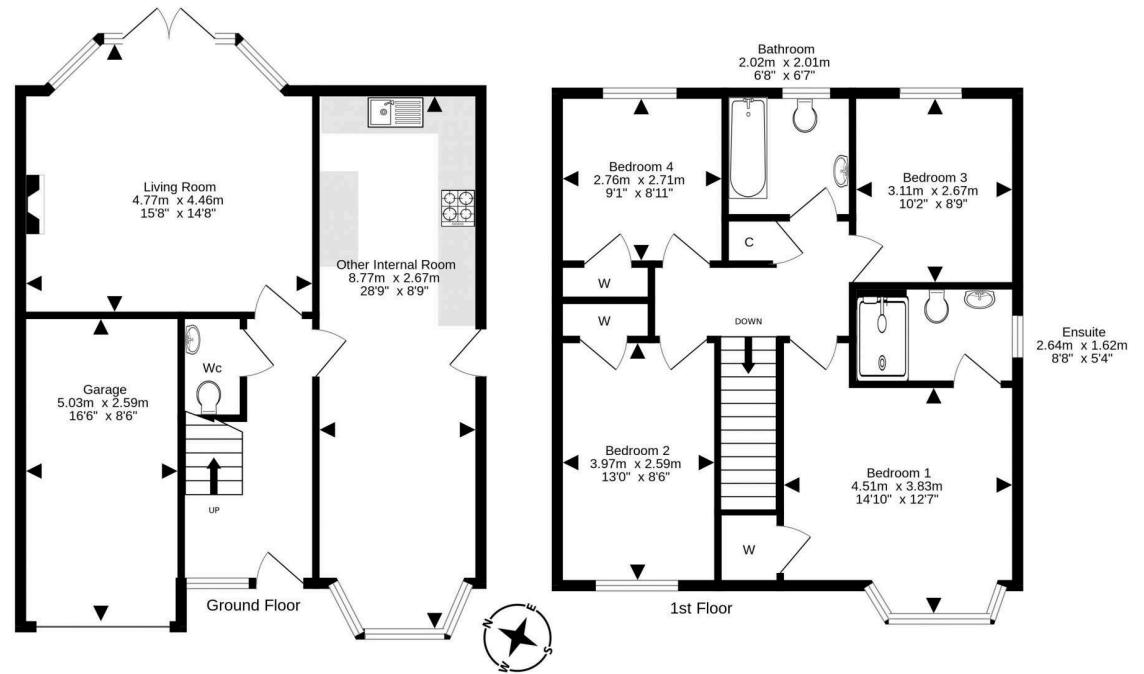 Living Room
4.77m x 4.46m
15'8" x 14'8"
Other Internal Room
8.77m x 2.67m
28'9" x 8'9"
Wc
Garage
5.03m x 2.59m
16'6" x 8'6"
UP
Ground Floor
Bathroom
2.02m x 2.01m
6'8" x 6'7"
Bedroom 4
2.76m x 2.71m
9'1" x 8'11"
Bedroom 3
3.11m x 2.67m
10'2" x 8'9"
C
W
W
DOWN
Ensuite
2.64m x 1.62m
8'8" x 5'4"
Bedroom 2
3.97m x 2.59m
13'0" x 8'6"
Bedroom 1
4.51m x 3.83m
14'10" x 12'7"
W
1st Floor
N
E
W
S